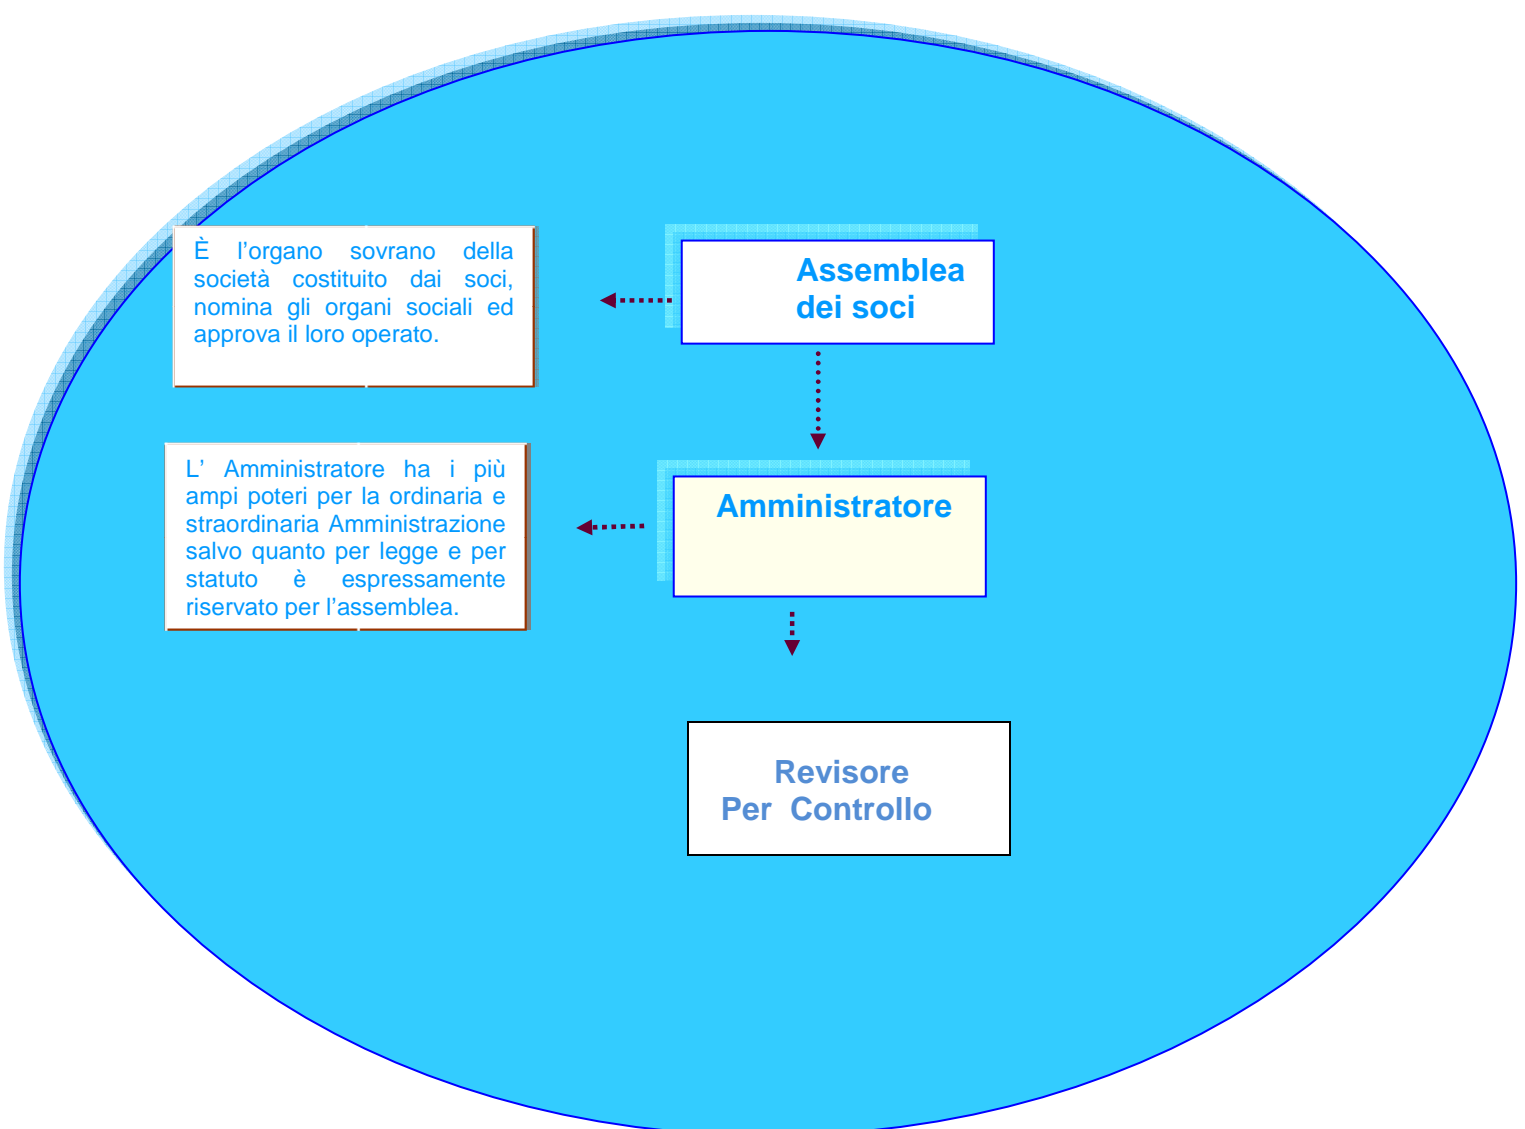 È l'organo sovrano della
società costituito dai soci,
nomina gli organi sociali ed
approva il loro operato.
Assemblea
dei soci
L' Amministratore ha i più
ampi poteri per la ordinaria e
straordinaria Amministrazione
salvo quanto per legge e per
statuto è espressamente
riservato per l'assemblea.
Amministratore
Revisore
Per Controllo